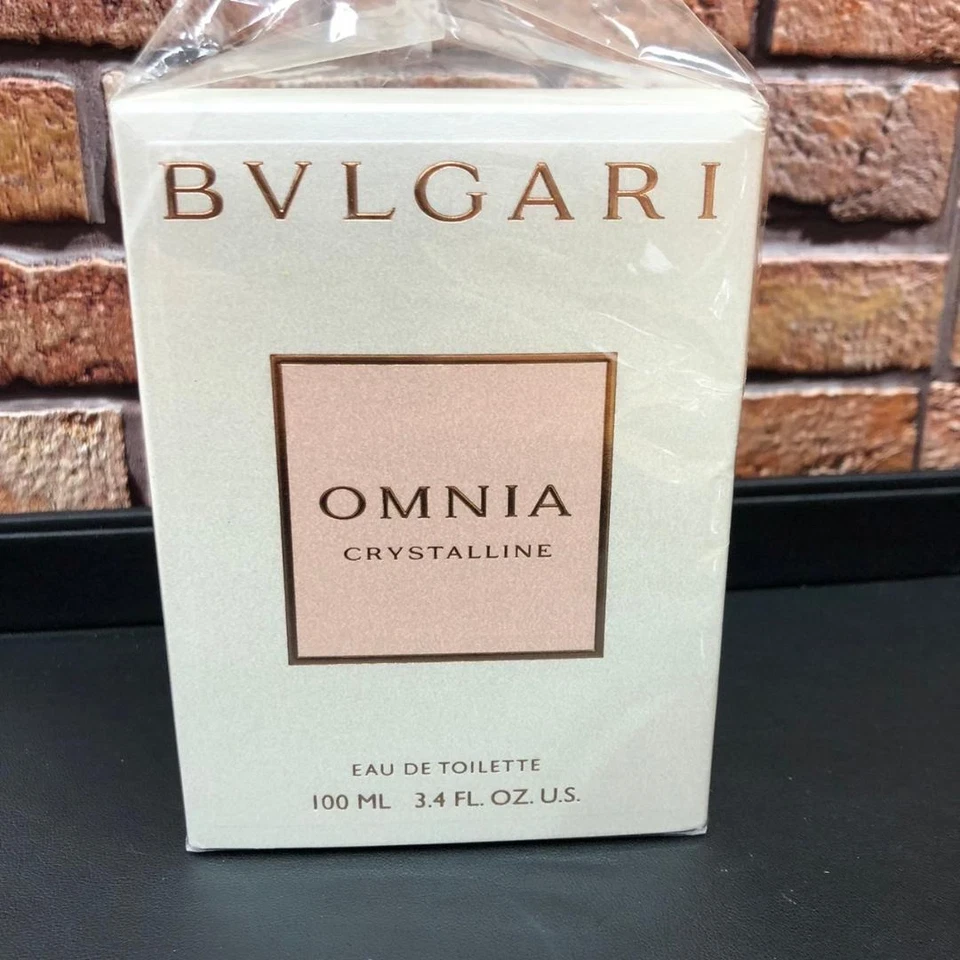 BVLGARI
OMNIA
CRYSTALLINE
EAU DE TOILETTE
100 ML 3.4 FL. OZ. U.S.